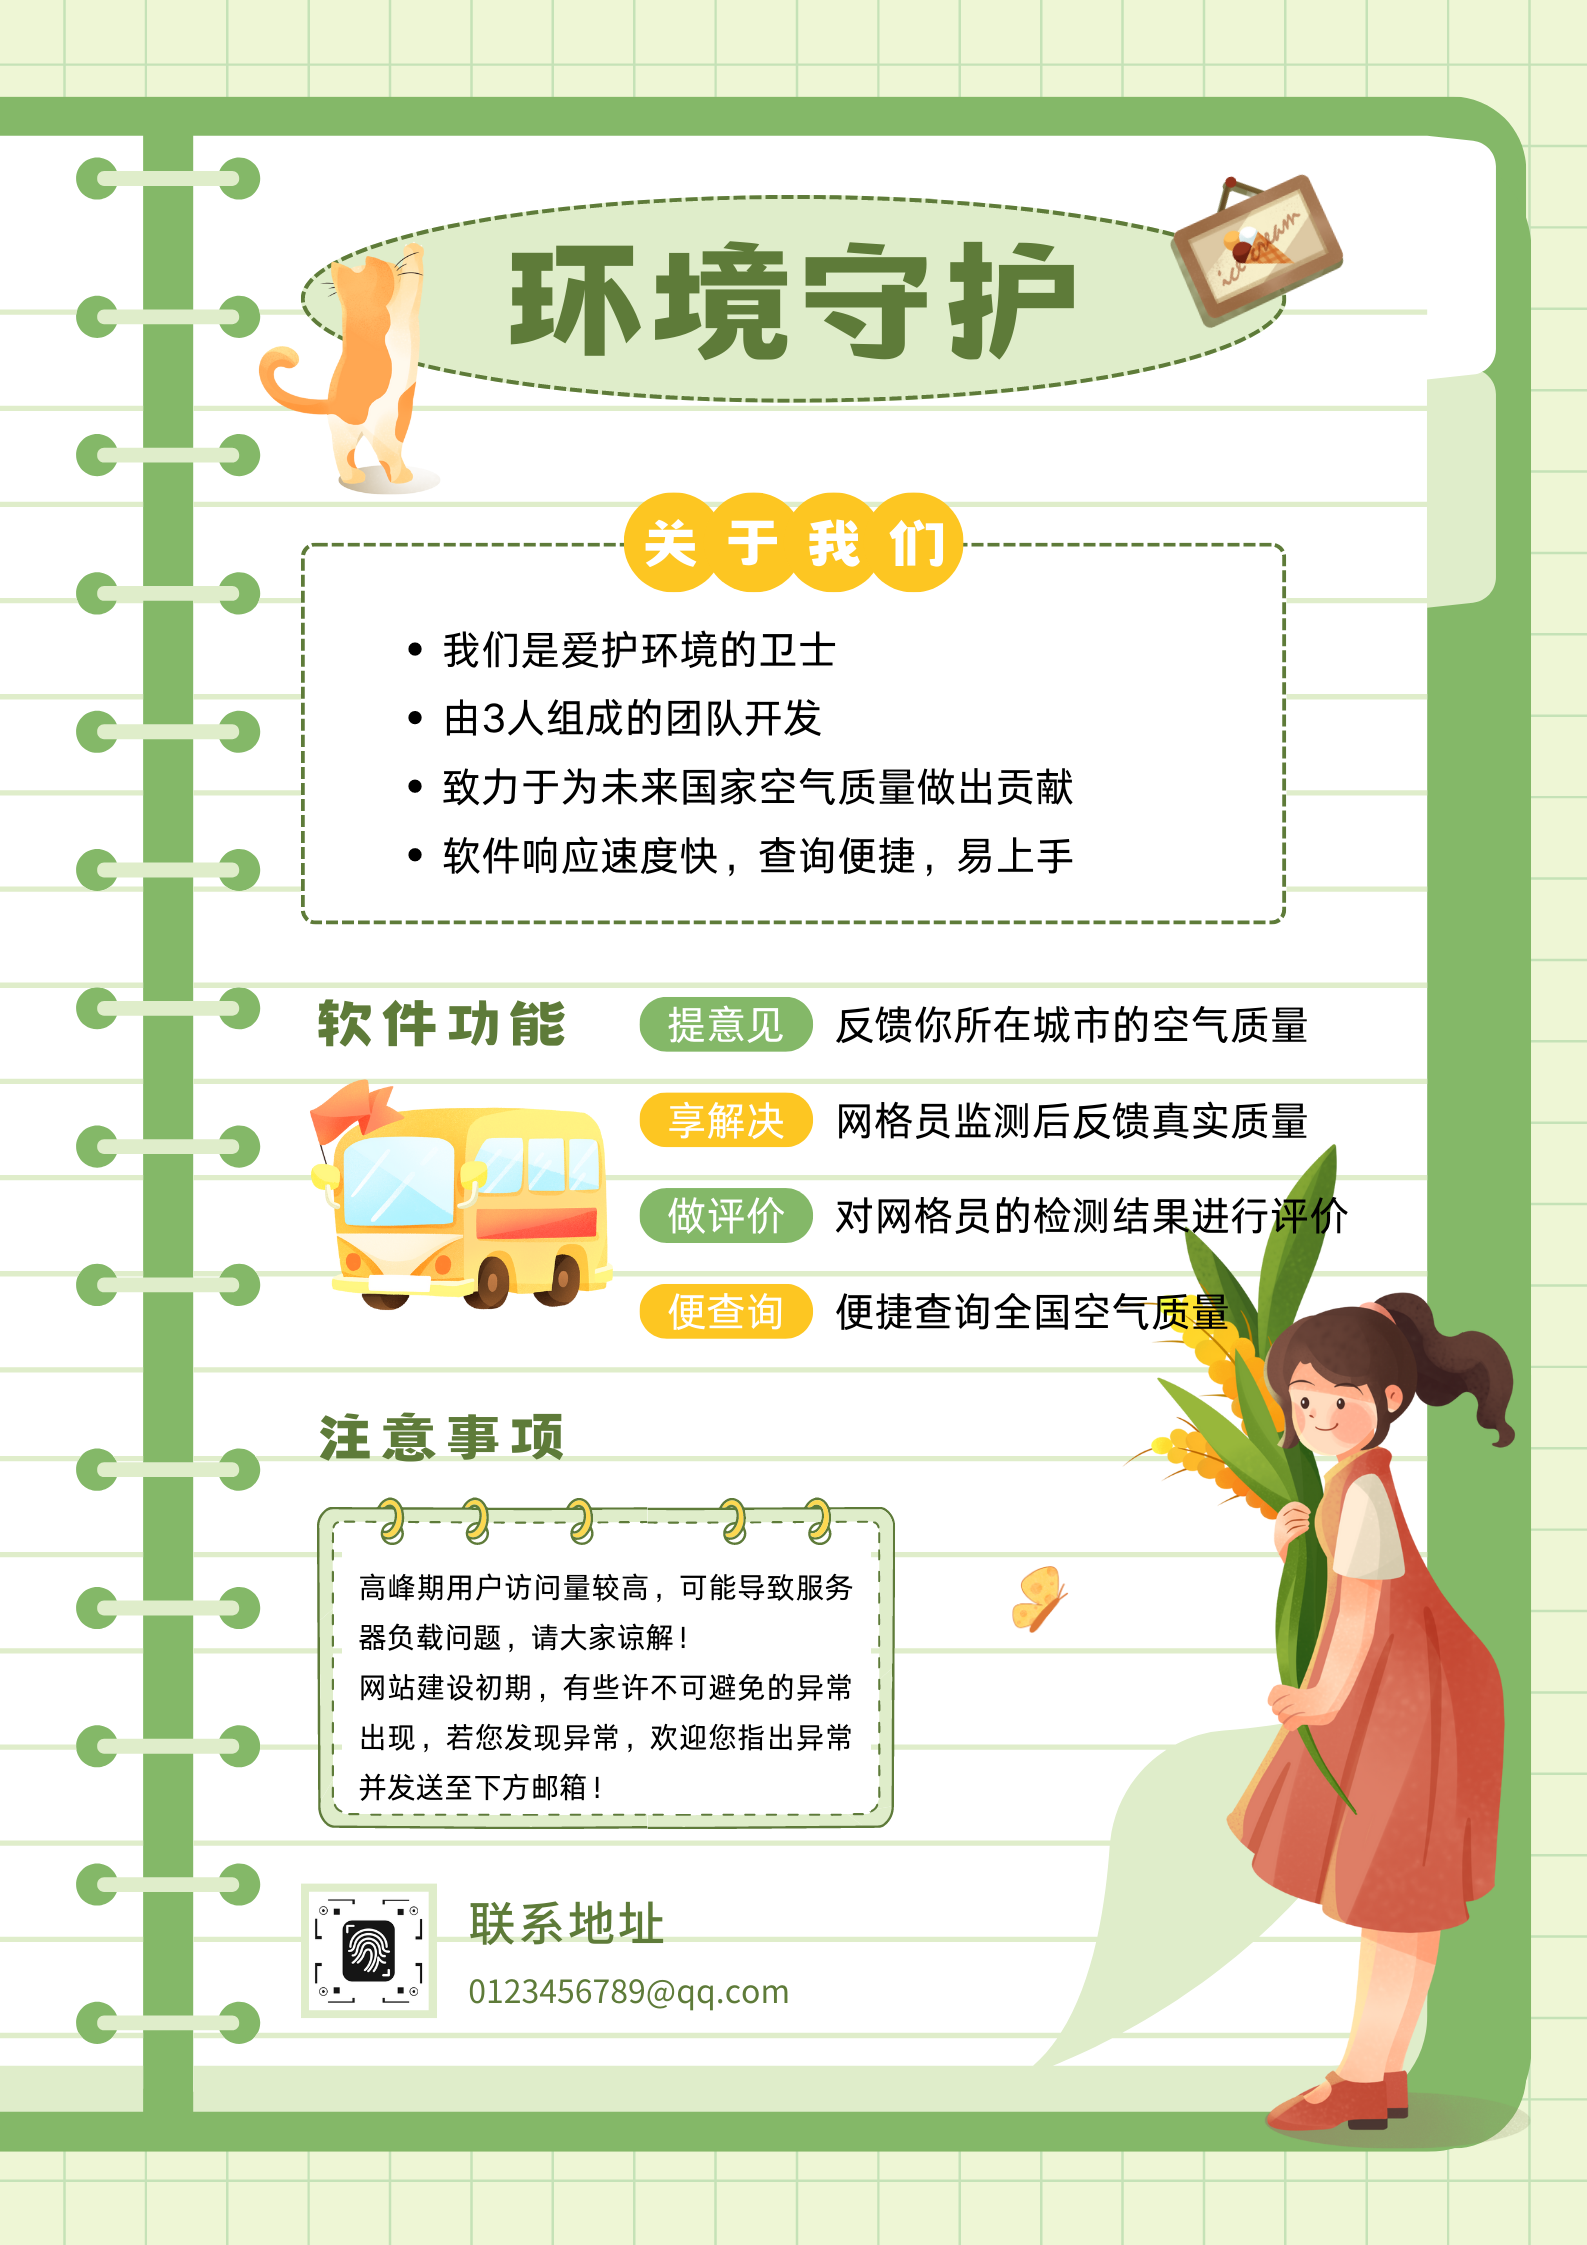 环境守护
ice cream
关于我们
我们是爱护环境的卫士
由3人组成的团队开发
致力于为未来国家空气质量做出贡献
软件响应速度快，查询便捷，易上手
软件功能
提意见 反馈你所在城市的空气质量
享解决 网格员监测后反馈真实质量
做评价 对网格员的检测结果进行评价
便查询 便捷查询全国空气质量
注意事项
高峰期用户访问量较高，可能导致服务
器负载问题，请大家谅解！
网站建设初期，有些许不可避免的异常
出现，若您发现异常，欢迎您指出异常
并发送至下方邮箱！
联系地址
0123456789@qq.com